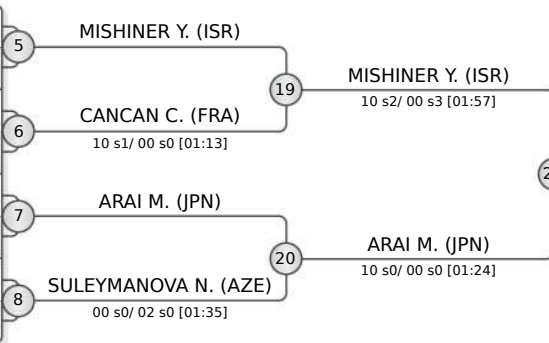 MISHINER Y. (ISR)
5
19
MISHINER Y. (ISR)
10 s2/ 00 s3 [01:57]
CANCAN C. (FRA)
6
10 s1/ 00 s0 [01:13]
ARAI M. (JPN)
7
20
ARAI M. (JPN)
10 s0/ 00 s0 [01:24]
SULEYMANOVA N. (AZE)
8
00 s0/ 02 s0 [01:35]